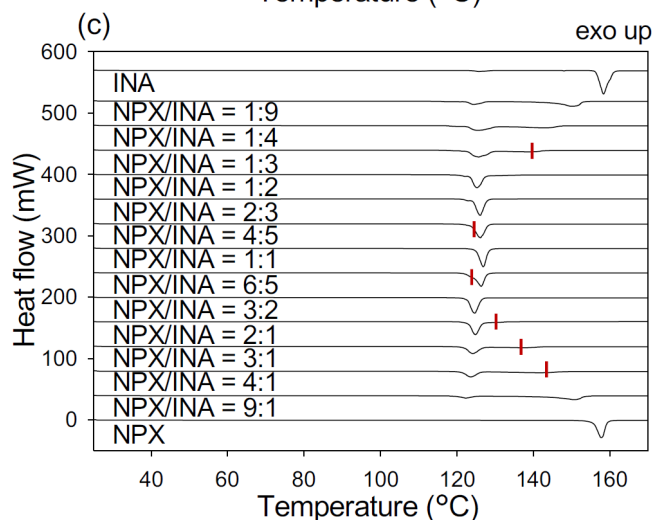 Temperature (°C)
(c)
exo up
600
500
400
300
200
100
0
Heat flow (mW)
INA
NPX/INA = 1:9
NPX/INA = 1:4
NPX/INA = 1:3
NPX/INA = 1:2
NPX/INA = 2:3
NPX/INA = 4:5
NPX/INA = 1:1
NPX/INA = 6:5
NPX/INA = 3:2
NPX/INA = 2:1
NPX/INA = 3:1
NPX/INA = 4:1
NPX/INA = 9:1
NPX
40 60 80 100 120 140 160
Temperature (°C)